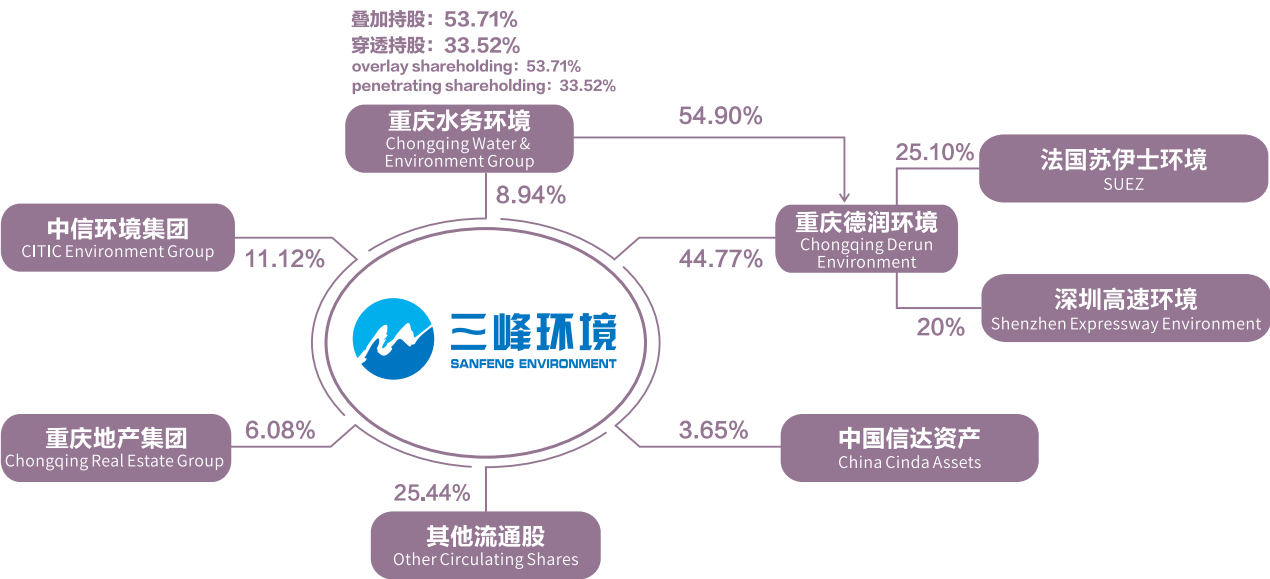 叠加持股：53.71%
穿透持股：33.52%
overlay shareholding：53.71%
penetrating shareholding：33.52%
重庆水务环境
Chongqing Water &
Environment Group
54.90%
8.94%
25.10%
法国苏伊士环境
SUEZ
中信环境集团
CITIC Environment Group
11.12%
重庆德润环境
Chongqing Derun
Environment
44.77%
深圳高速环境
Shenzhen Expressway Environment
20%
三峰环境
SANFENG ENVIRONMENT
重庆地产集团
Chongqing Real Estate Group
6.08%
3.65%
中国信达资产
China Cinda Assets
25.44%
其他流通股
Other Circulating Shares